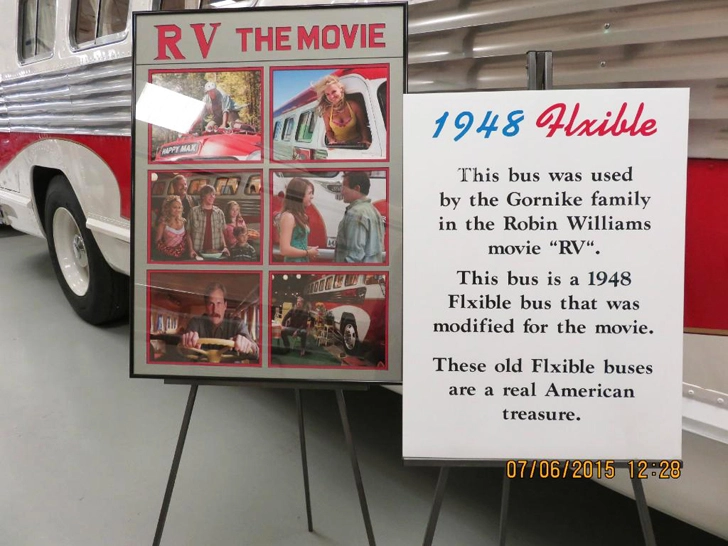 RV THE MOVIE
HAPPY MAX
1948 Flxible
This bus was used
by the Gornike family
in the Robin Williams
movie “RV“.
This bus is a 1948
Flxible bus that was
modified for the movie.
These old Flxible buses
are a real American
treasure.
07/06/2015 12:28